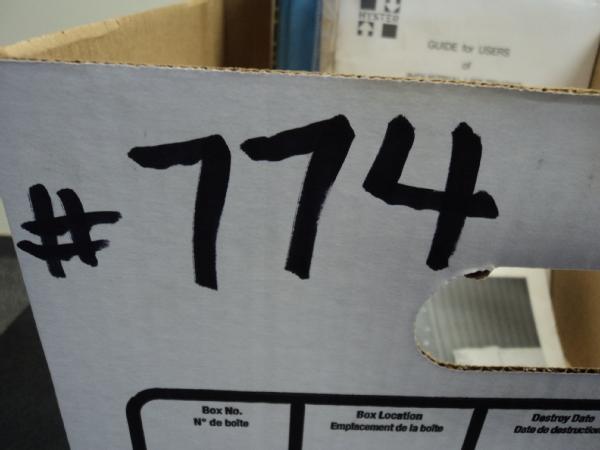 HYSTER
GUIDE for USERS
of
#774
Box No.
N° de boîte
Box Location
Emplacement de la boîte
Destroy Date
Date de destruction